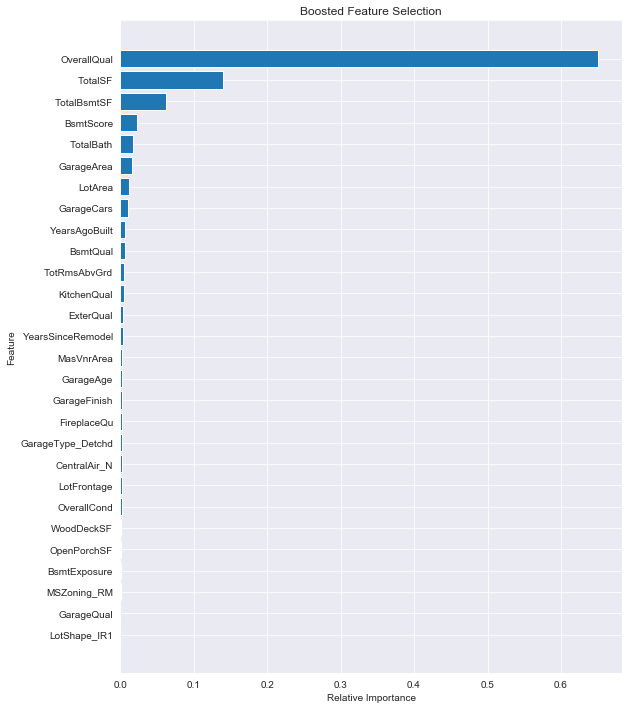 Boosted Feature Selection
OverallQual
TotalSF
TotalBsmtSF
BsmtScore
TotalBath
GarageArea
LotArea
GarageCars
YearsAgoBuilt
BsmtQual
TotRmsAbvGrd
KitchenQual
ExterQual
YearsSinceRemodel
MasVnrArea
GarageAge
GarageFinish
FireplaceQu
GarageType_Detchd
CentralAir_N
LotFrontage
OverallCond
WoodDeckSF
OpenPorchSF
BsmtExposure
MSZoning_RM
GarageQual
LotShape_IR1
Feature
0.0 0.1 0.2 0.3 0.4 0.5 0.6
Relative Importance